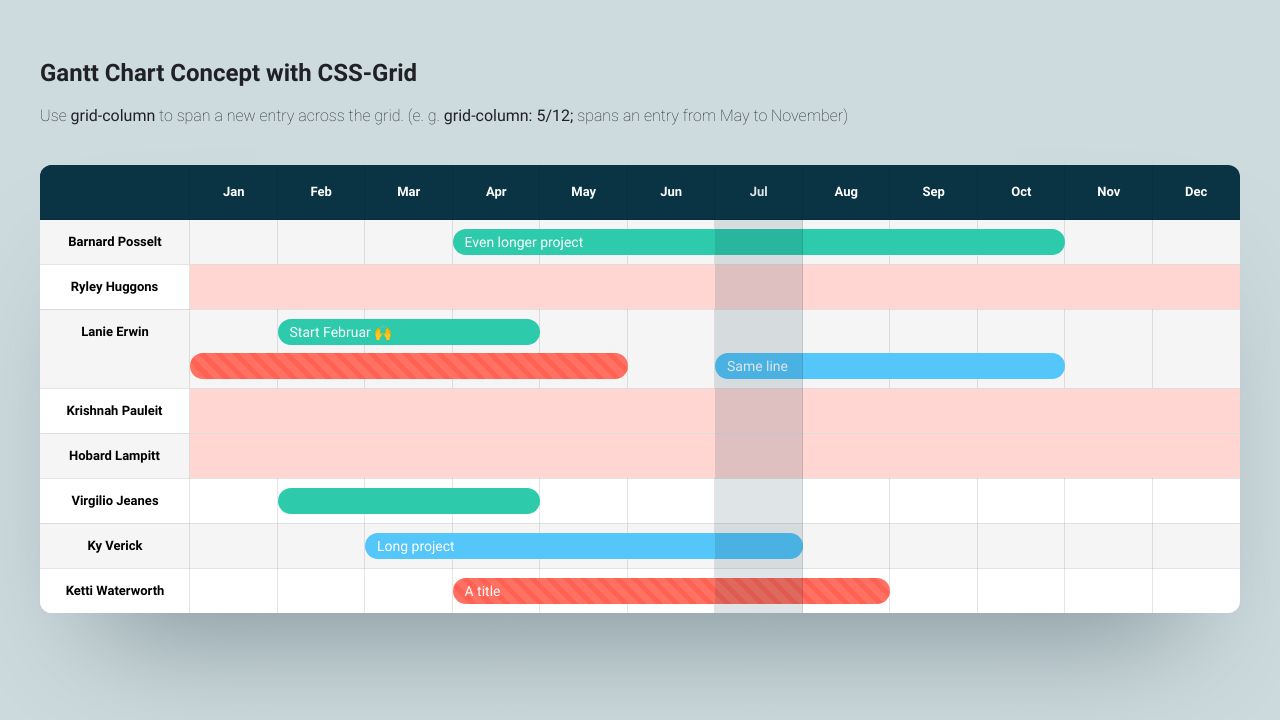 Gantt Chart Concept with CSS-Grid
Use grid-column to span a new entry across the grid. (e. g. grid-column: 5/12; spans an entry from May to November)
Jan Feb Mar Apr May Jun Jul Aug Sep Oct Nov Dec
Barnard Posselt Even longer project
Ryley Huggons
Lanie Erwin Start Februar 🙌
Same line
Krishnah Pauleit
Hobard Lampitt
Virgilio Jeanes
Ky Verick Long project
Ketti Waterworth A title